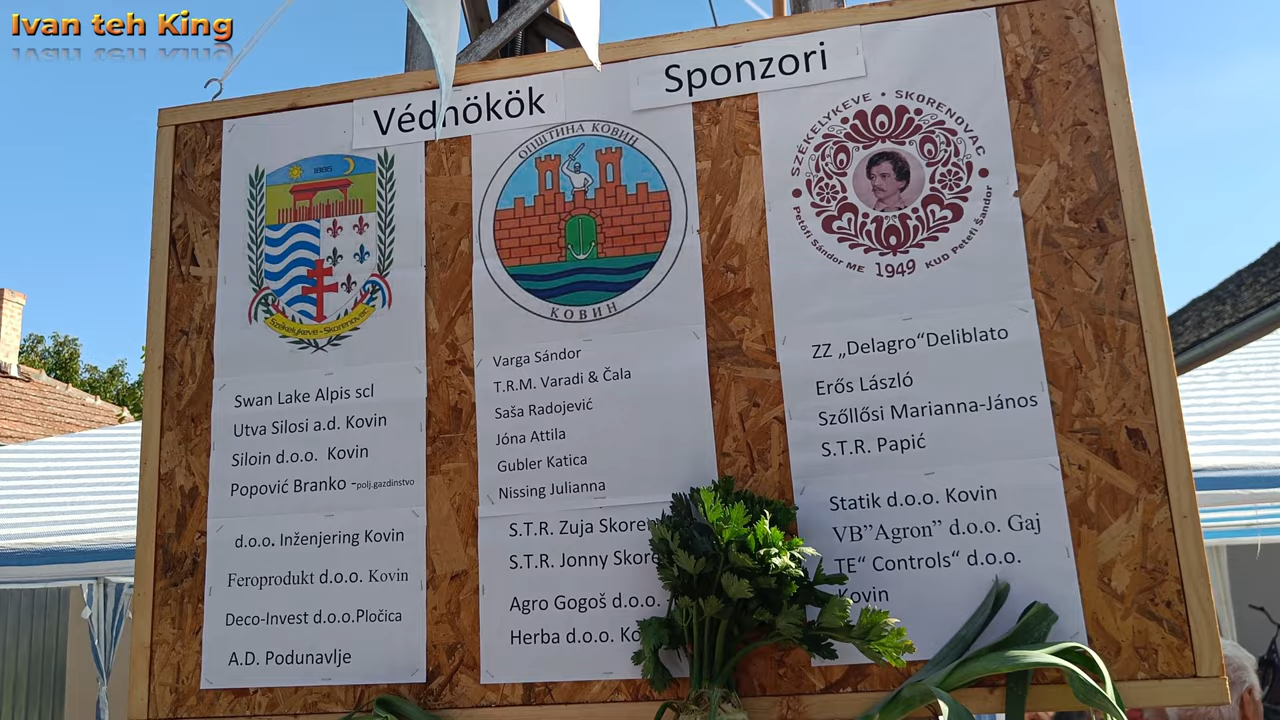 Ivan teh King
Védnökök
Sponzori
1885
Székelykeve - Skorenovac
Swan Lake Alpis scl
Utva Silosi a.d. Kovin
Siloin d.o.o. Kovin
Popović Branko -polj.gazdinstvo
d.o.o. Inženjering Kovin
Feroprodukt d.o.o. Kovin
Deco-Invest d.o.o.Pločica
A.D. Podunavlje
ОПШТИНА КОВИН
КОВИН
Varga Sándor
T.R.M. Varadi & Čala
Saša Radojević
Jóna Attila
Gubler Katica
Nissing Julianna
S.T.R. Zuja
S.T.R. Jonny
Agro Gogoš d.o.o.
Herba d.o.o.
SZÉKELYKEVE • SKORENOVAC
Petőfi Sándor ME • 1949 KUD Petefi Šandor •
ZZ „Delagro“Deliblato
Erős László
Szőllősi Marianna-János
S.T.R. Papić
Statik d.o.o. Kovin
VB”Agron” d.o.o. Gaj
TE“ Controls“ d.o.o.
Kovin